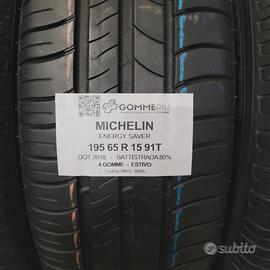 GOMMEPIU
MICHELIN
ENERGY SAVER
195 65 R 15 91T
DOT 2018 - BATTISTRADA 80%
4 GOMME - ESTIVO
subito